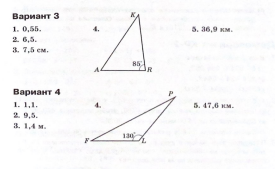 Вариант 3
1. 0,55.
2. 6,5.
3. 7,5 см.
4.
K
85°
A
R
5. 36,9 км.
Вариант 4
1. 1,1.
2. 9,5.
3. 1,4 м.
4.
P
130°
F
L
5. 47,6 км.